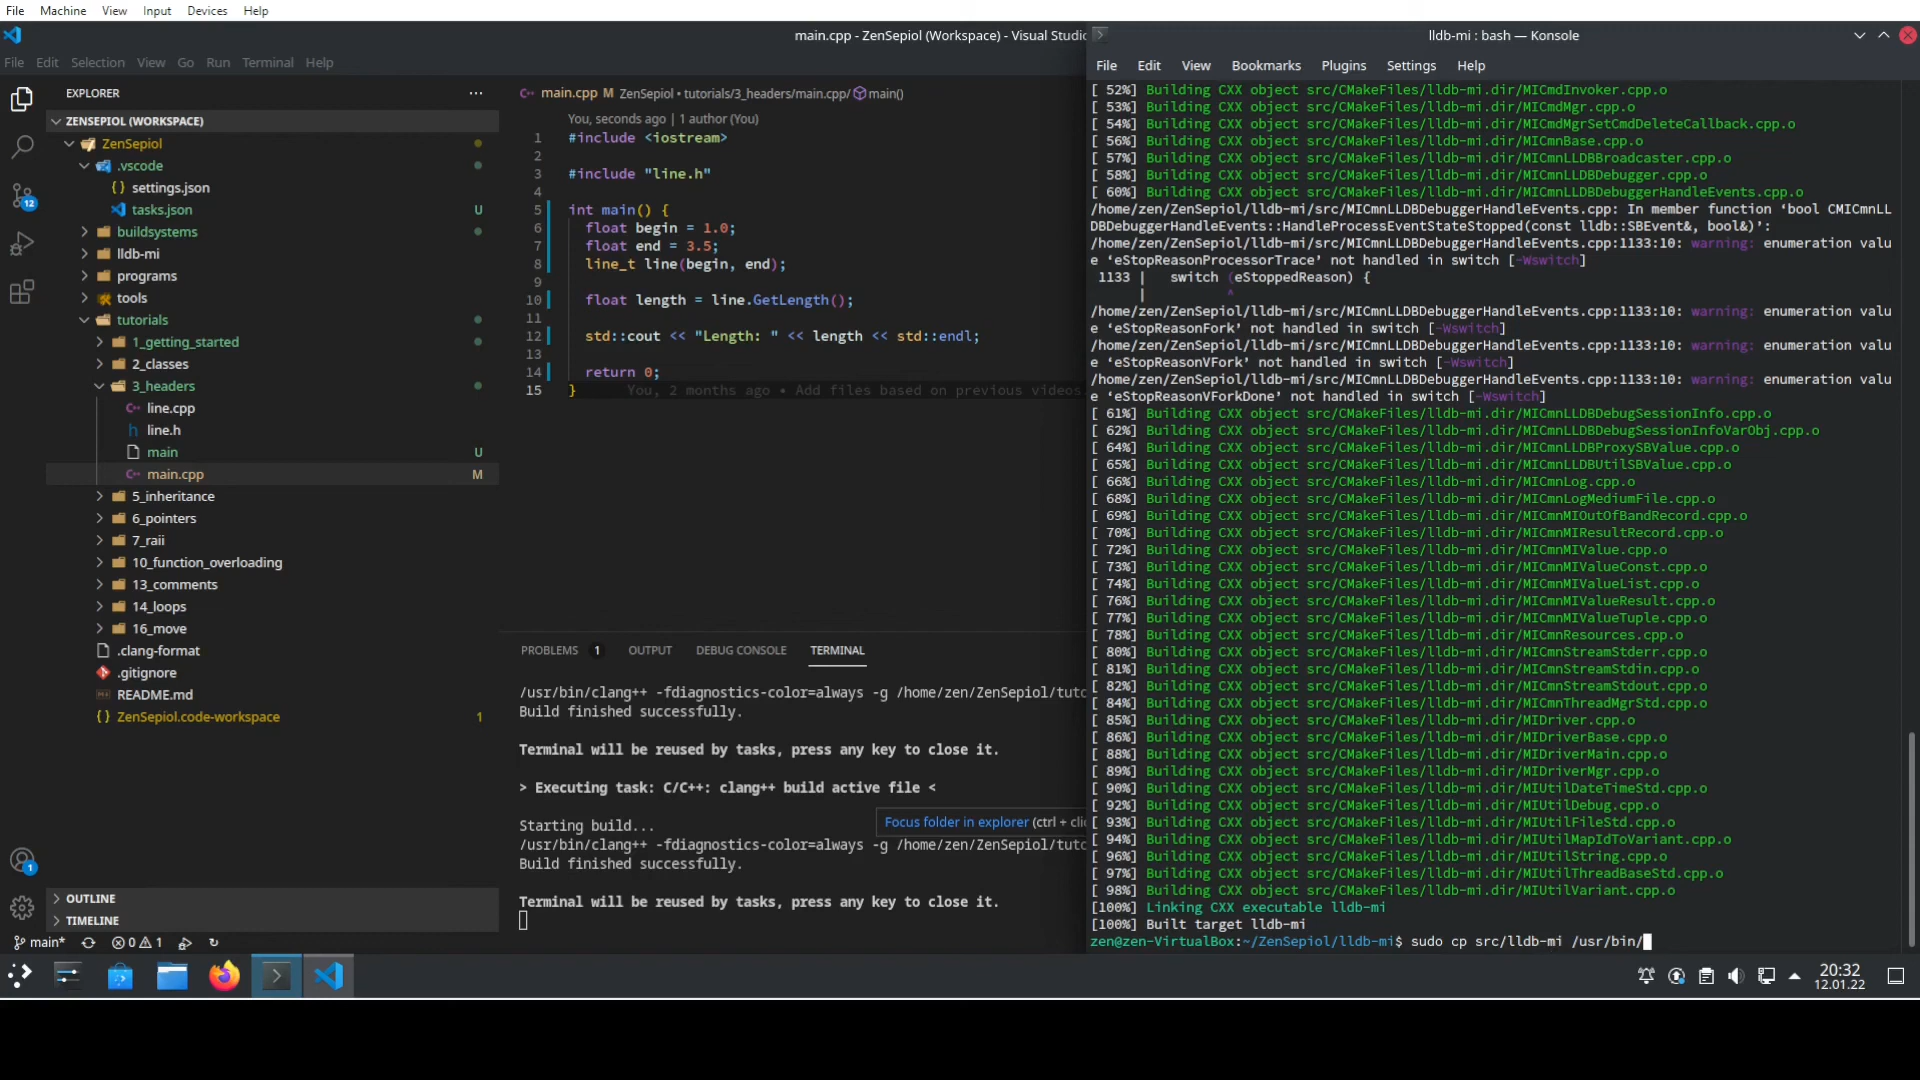 File Machine View Input Devices Help
main.cpp - ZenSepiol (Workspace) - Visual Studio
File Edit Selection View Go Run Terminal Help
EXPLORER
ZENSEPIOL (WORKSPACE)
ZenSepiol
.vscode
{} settings.json
tasks.json U
buildsystems
lldb-mi
programs
tools
tutorials
1_getting_started
2_classes
3_headers
line.cpp
h line.h
main U
main.cpp M
5_inheritance
6_pointers
7_raii
10_function_overloading
13_comments
14_loops
16_move
.clang-format
.gitignore
README.md
{} ZenSepiol.code-workspace 1
OUTLINE
TIMELINE
12
1
main* 0 1
main.cpp M ZenSepiol • tutorials/3_headers/main.cpp/ main()
You, seconds ago | 1 author (You)
1 #include <iostream>
2
3 #include "line.h"
4
5 int main() {
6 float begin = 1.0;
7 float end = 3.5;
8 line_t line(begin, end);
9
10 float length = line.GetLength();
11
12 std::cout << "Length: " << length << std::endl;
13
14 return 0;
15 } You, 2 months ago • Add files based on previous videos
PROBLEMS 1 OUTPUT DEBUG CONSOLE TERMINAL
/usr/bin/clang++ -fdiagnostics-color=always -g /home/zen/ZenSepiol/tuto
Build finished successfully.
Terminal will be reused by tasks, press any key to close it.
> Executing task: C/C++: clang++ build active file <
Starting build...
Focus folder in explorer (ctrl + clic
/usr/bin/clang++ -fdiagnostics-color=always -g /home/zen/ZenSepiol/tuto
Build finished successfully.
Terminal will be reused by tasks, press any key to close it.
lldb-mi : bash — Konsole
File Edit View Bookmarks Plugins Settings Help
[ 52%] Building CXX object src/CMakeFiles/lldb-mi.dir/MICmdInvoker.cpp.o
[ 53%] Building CXX object src/CMakeFiles/lldb-mi.dir/MICmdMgr.cpp.o
[ 54%] Building CXX object src/CMakeFiles/lldb-mi.dir/MICmdMgrSetCmdDeleteCallback.cpp.o
[ 56%] Building CXX object src/CMakeFiles/lldb-mi.dir/MICmnBase.cpp.o
[ 57%] Building CXX object src/CMakeFiles/lldb-mi.dir/MICmnLLDBBroadcaster.cpp.o
[ 58%] Building CXX object src/CMakeFiles/lldb-mi.dir/MICmnLLDBDebugger.cpp.o
[ 60%] Building CXX object src/CMakeFiles/lldb-mi.dir/MICmnLLDBDebuggerHandleEvents.cpp.o
/home/zen/ZenSepiol/lldb-mi/src/MICmnLLDBDebuggerHandleEvents.cpp: In member function ‘bool CMICmnLL
DBDebuggerHandleEvents::HandleProcessEventStateStopped(const lldb::SBEvent&, bool&)’:
/home/zen/ZenSepiol/lldb-mi/src/MICmnLLDBDebuggerHandleEvents.cpp:1133:10: warning: enumeration valu
e ‘eStopReasonProcessorTrace’ not handled in switch [-Wswitch]
1133 | switch (eStoppedReason) {
| ^
/home/zen/ZenSepiol/lldb-mi/src/MICmnLLDBDebuggerHandleEvents.cpp:1133:10: warning: enumeration valu
e ‘eStopReasonFork’ not handled in switch [-Wswitch]
/home/zen/ZenSepiol/lldb-mi/src/MICmnLLDBDebuggerHandleEvents.cpp:1133:10: warning: enumeration valu
e ‘eStopReasonVFork’ not handled in switch [-Wswitch]
/home/zen/ZenSepiol/lldb-mi/src/MICmnLLDBDebuggerHandleEvents.cpp:1133:10: warning: enumeration valu
e ‘eStopReasonVForkDone’ not handled in switch [-Wswitch]
[ 61%] Building CXX object src/CMakeFiles/lldb-mi.dir/MICmnLLDBDebugSessionInfo.cpp.o
[ 62%] Building CXX object src/CMakeFiles/lldb-mi.dir/MICmnLLDBDebugSessionInfoVarObj.cpp.o
[ 64%] Building CXX object src/CMakeFiles/lldb-mi.dir/MICmnLLDBProxySBValue.cpp.o
[ 65%] Building CXX object src/CMakeFiles/lldb-mi.dir/MICmnLLDBUtilSBValue.cpp.o
[ 66%] Building CXX object src/CMakeFiles/lldb-mi.dir/MICmnLog.cpp.o
[ 68%] Building CXX object src/CMakeFiles/lldb-mi.dir/MICmnLogMediumFile.cpp.o
[ 69%] Building CXX object src/CMakeFiles/lldb-mi.dir/MICmnMIOutOfBandRecord.cpp.o
[ 70%] Building CXX object src/CMakeFiles/lldb-mi.dir/MICmnMIResultRecord.cpp.o
[ 72%] Building CXX object src/CMakeFiles/lldb-mi.dir/MICmnMIValue.cpp.o
[ 73%] Building CXX object src/CMakeFiles/lldb-mi.dir/MICmnMIValueConst.cpp.o
[ 74%] Building CXX object src/CMakeFiles/lldb-mi.dir/MICmnMIValueList.cpp.o
[ 76%] Building CXX object src/CMakeFiles/lldb-mi.dir/MICmnMIValueResult.cpp.o
[ 77%] Building CXX object src/CMakeFiles/lldb-mi.dir/MICmnMIValueTuple.cpp.o
[ 78%] Building CXX object src/CMakeFiles/lldb-mi.dir/MICmnResources.cpp.o
[ 80%] Building CXX object src/CMakeFiles/lldb-mi.dir/MICmnStreamStderr.cpp.o
[ 81%] Building CXX object src/CMakeFiles/lldb-mi.dir/MICmnStreamStdin.cpp.o
[ 82%] Building CXX object src/CMakeFiles/lldb-mi.dir/MICmnStreamStdout.cpp.o
[ 84%] Building CXX object src/CMakeFiles/lldb-mi.dir/MICmnThreadMgrStd.cpp.o
[ 85%] Building CXX object src/CMakeFiles/lldb-mi.dir/MIDriver.cpp.o
[ 86%] Building CXX object src/CMakeFiles/lldb-mi.dir/MIDriverBase.cpp.o
[ 88%] Building CXX object src/CMakeFiles/lldb-mi.dir/MIDriverMain.cpp.o
[ 89%] Building CXX object src/CMakeFiles/lldb-mi.dir/MIDriverMgr.cpp.o
[ 90%] Building CXX object src/CMakeFiles/lldb-mi.dir/MIUtilDateTimeStd.cpp.o
[ 92%] Building CXX object src/CMakeFiles/lldb-mi.dir/MIUtilDebug.cpp.o
[ 93%] Building CXX object src/CMakeFiles/lldb-mi.dir/MIUtilFileStd.cpp.o
[ 94%] Building CXX object src/CMakeFiles/lldb-mi.dir/MIUtilMapIdToVariant.cpp.o
[ 96%] Building CXX object src/CMakeFiles/lldb-mi.dir/MIUtilString.cpp.o
[ 97%] Building CXX object src/CMakeFiles/lldb-mi.dir/MIUtilThreadBaseStd.cpp.o
[ 98%] Building CXX object src/CMakeFiles/lldb-mi.dir/MIUtilVariant.cpp.o
[100%] Linking CXX executable lldb-mi
[100%] Built target lldb-mi
zen@zen-VirtualBox:~/ZenSepiol/lldb-mi$ sudo cp src/lldb-mi /usr/bin/
20:32
12.01.22